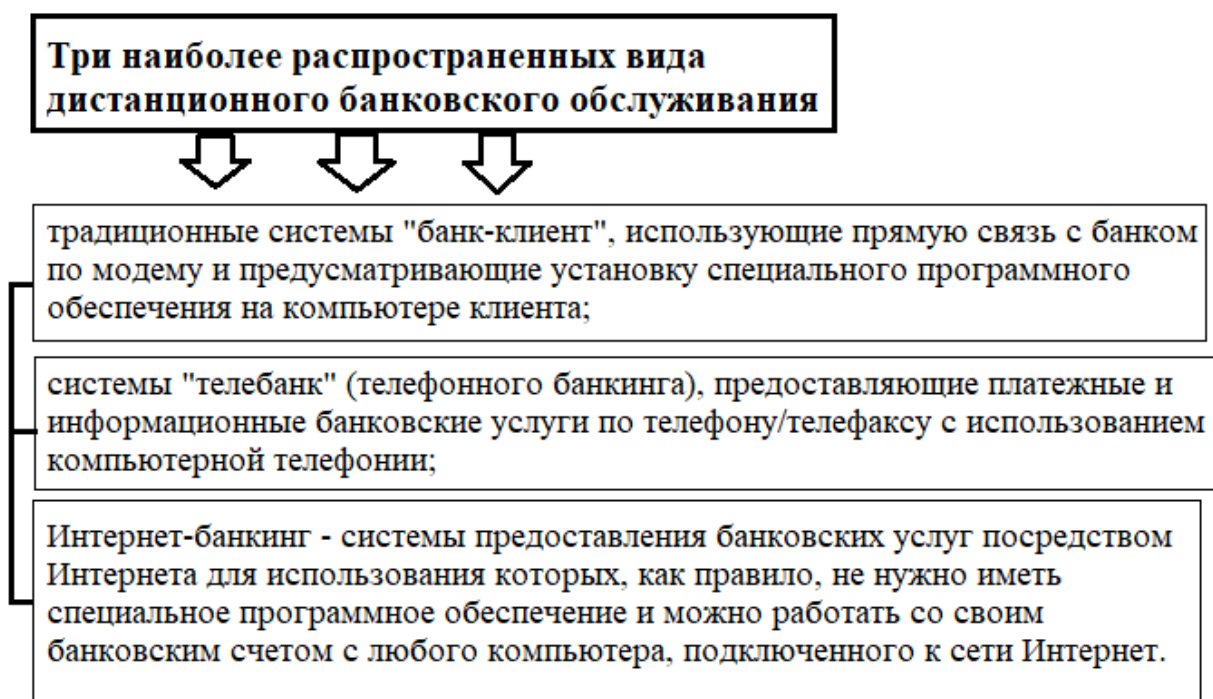 Три наиболее распространенных вида
дистанционного банковского обслуживания
традиционные системы "банк-клиент", использующие прямую связь с банком
по модему и предусматривающие установку специального программного
обеспечения на компьютере клиента;
системы "телебанк" (телефонного банкинга), предоставляющие платежные и
информационные банковские услуги по телефону/телефаксу с использованием
компьютерной телефонии;
Интернет-банкинг - системы предоставления банковских услуг посредством
Интернета для использования которых, как правило, не нужно иметь
специальное программное обеспечение и можно работать со своим
банковским счетом с любого компьютера, подключенного к сети Интернет.